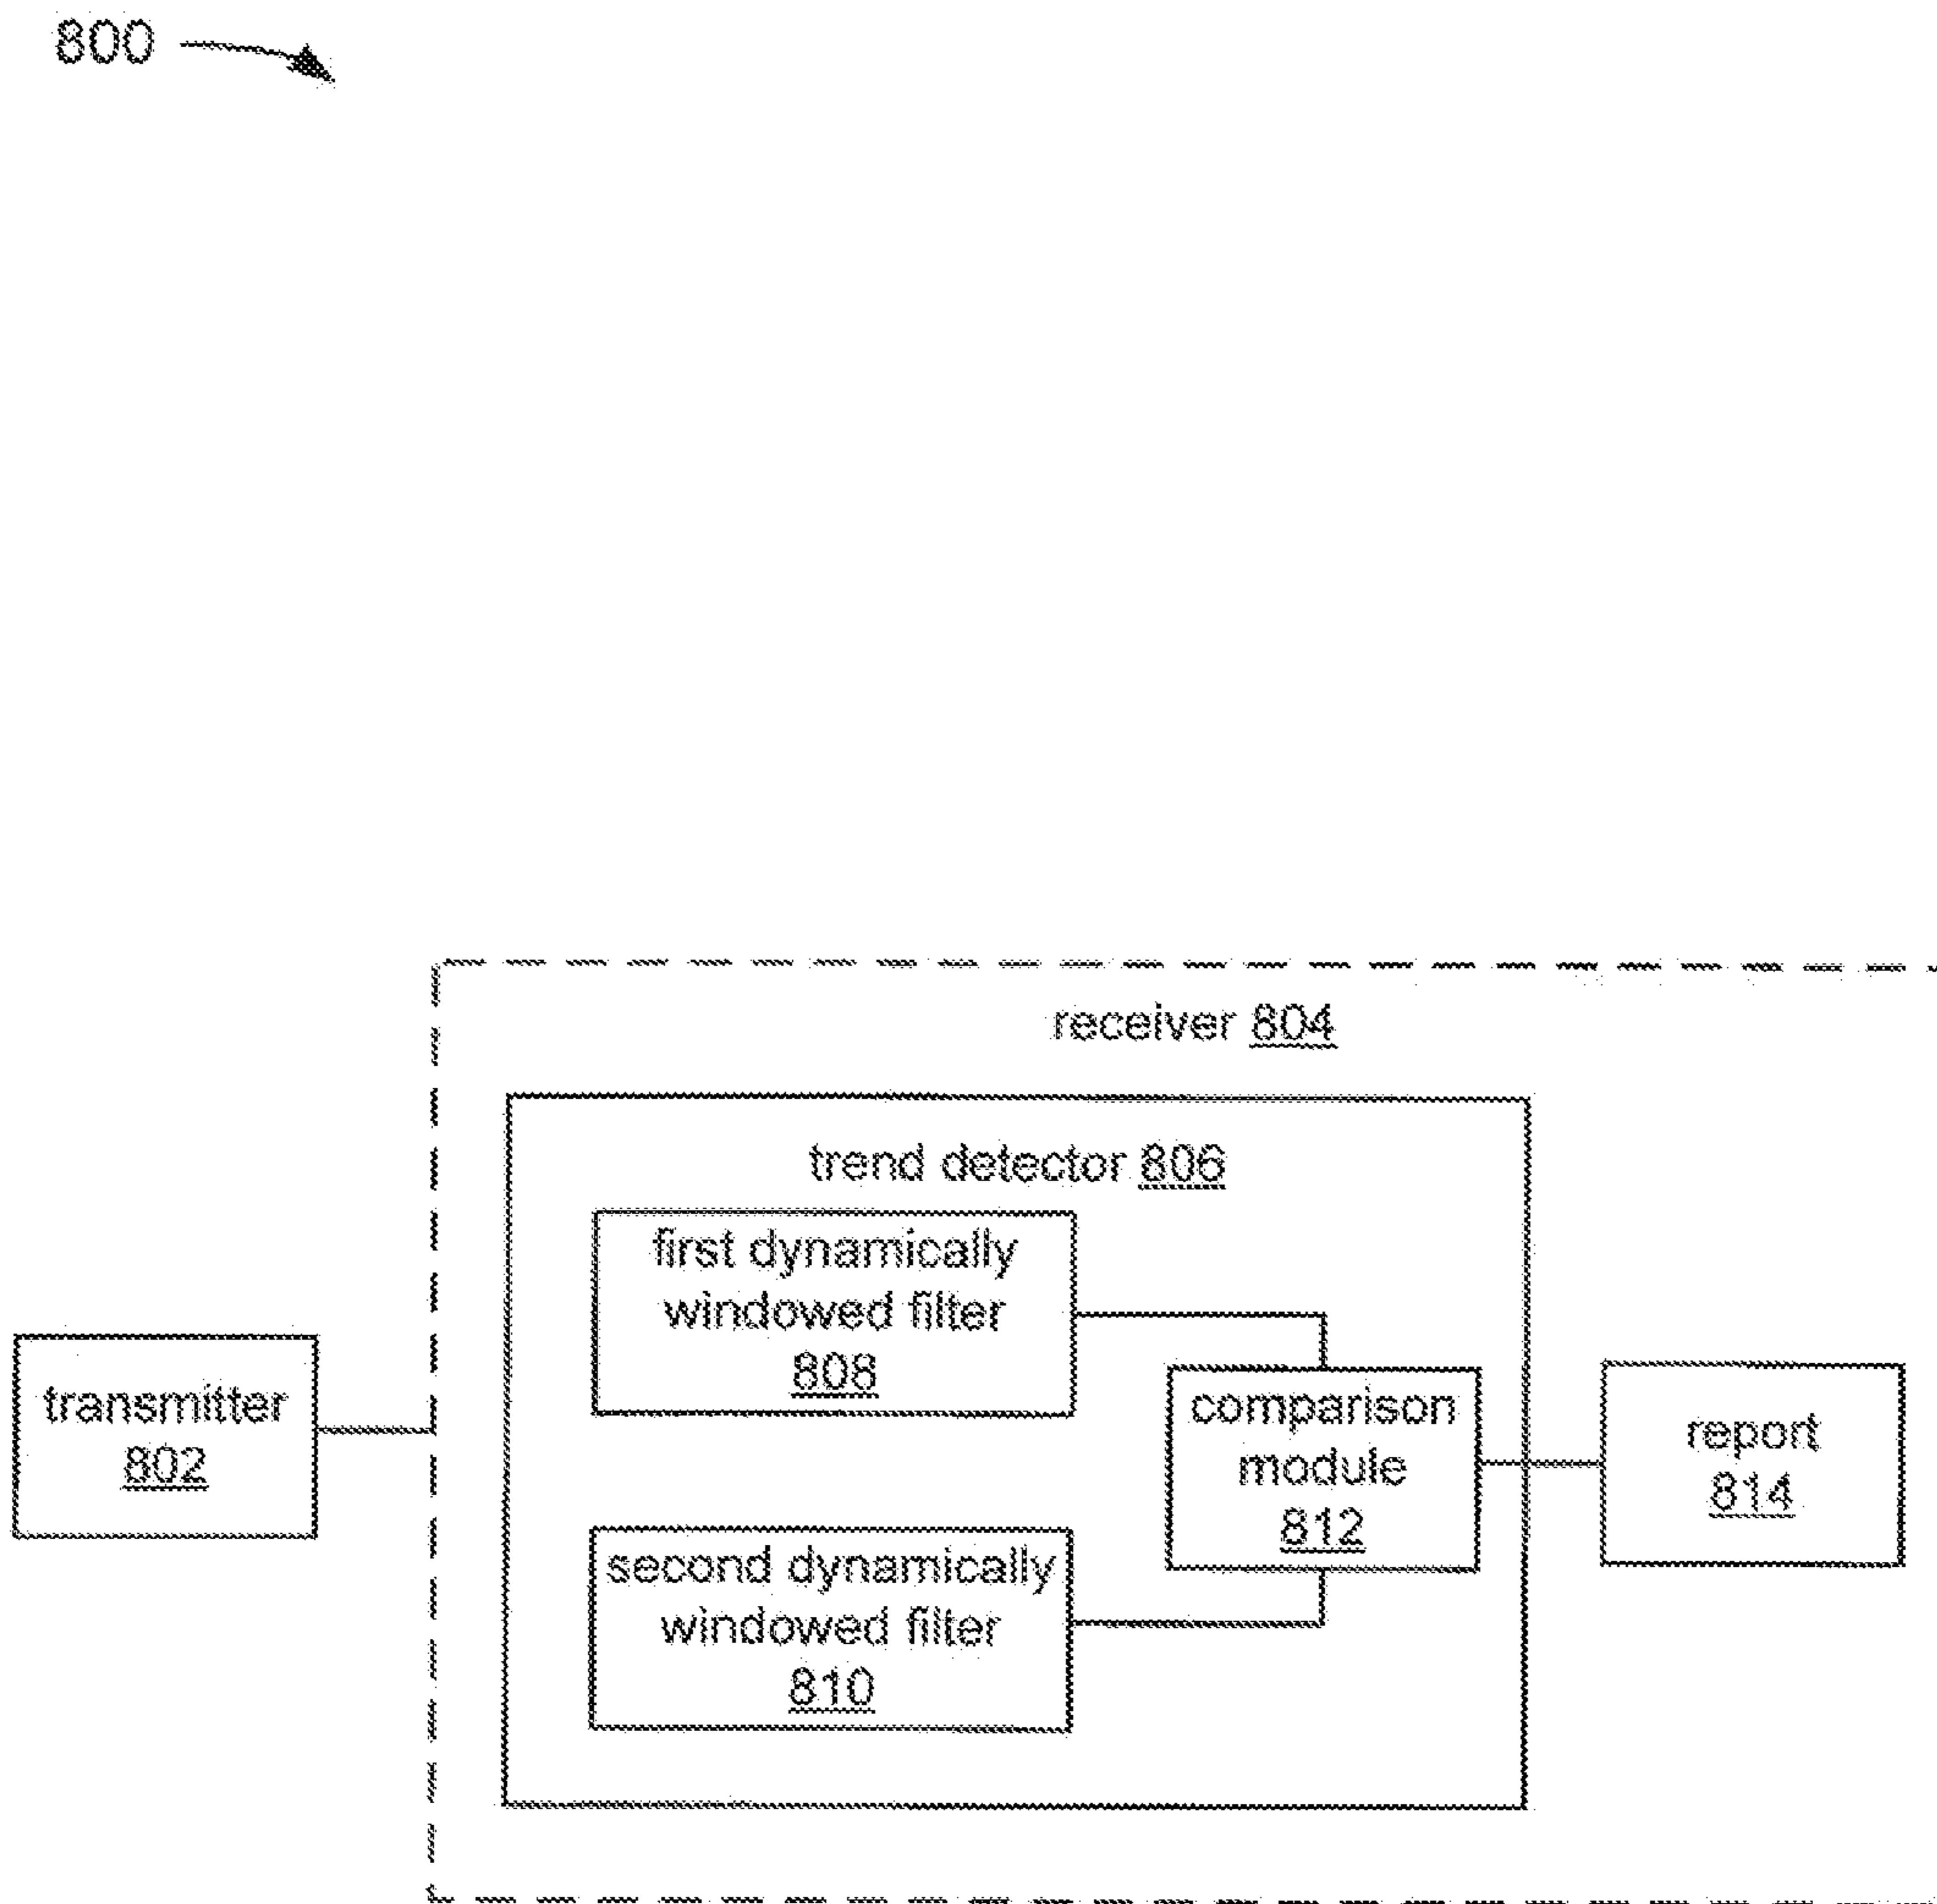 800
receiver 804
trend detector 806
first dynamically
windowed filter
808
transmitter
802
comparison
module
812
report
814
second dynamically
windowed filter
810